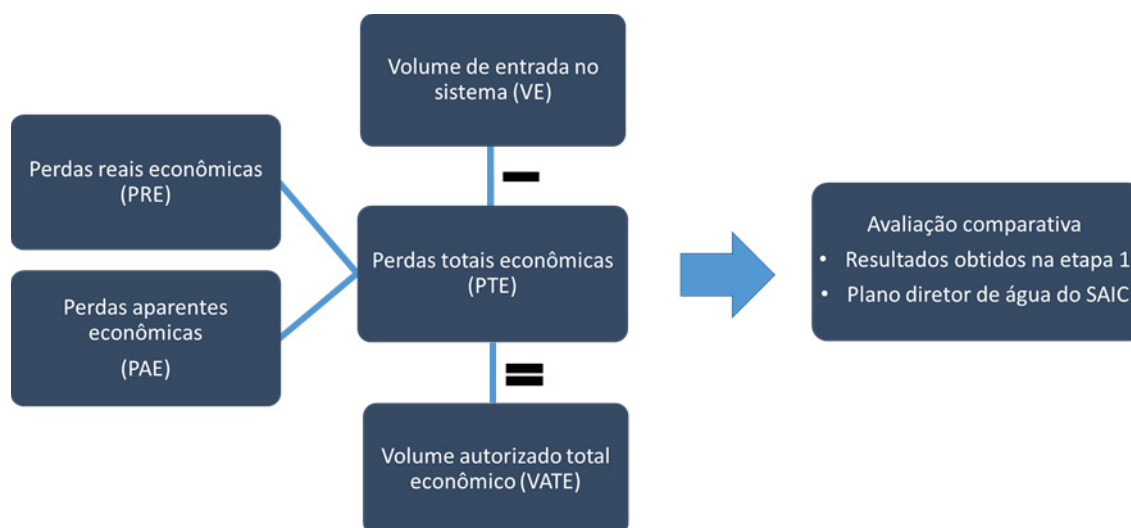 Volume de entrada no
sistema (VE)
Perdas reais econômicas
(PRE)
Perdas aparentes
econômicas
(PAE)
Perdas totais econômicas
(PTE)
Volume autorizado total
econômico (VATE)
Avaliação comparativa
• Resultados obtidos na etapa 1
• Plano diretor de água do SAIC